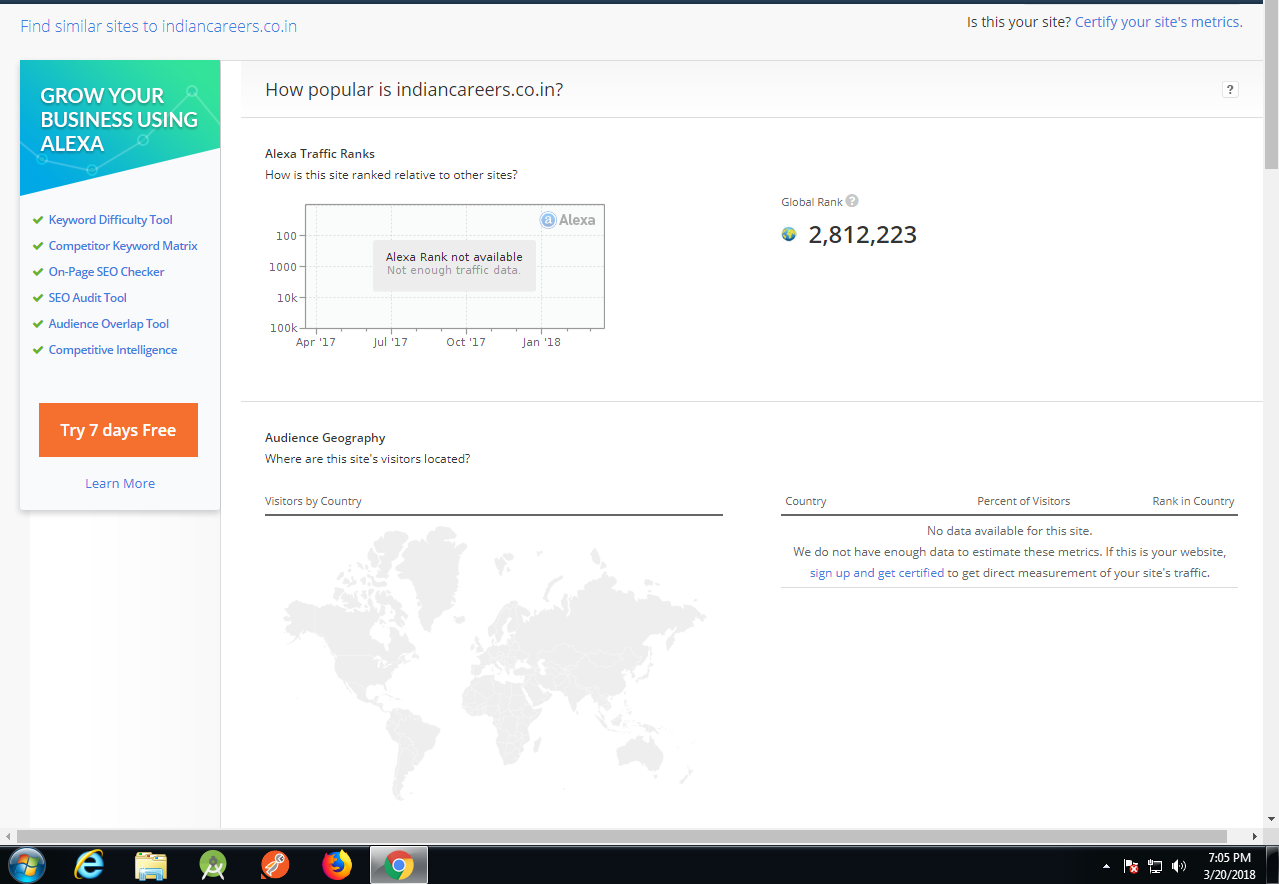 Find similar sites to indiancareers.co.in
Is this your site? Certify your site's metrics.
GROW YOUR
BUSINESS USING
ALEXA
Keyword Difficulty Tool
Competitor Keyword Matrix
On-Page SEO Checker
SEO Audit Tool
Audience Overlap Tool
Competitive Intelligence
Try 7 days Free
Learn More
How popular is indiancareers.co.in?
?
Alexa Traffic Ranks
How is this site ranked relative to other sites?
a Alexa
100
1000
10k
100k
Alexa Rank not available
Not enough traffic data.
Apr '17 Jul '17 Oct '17 Jan '18
Global Rank ?
2,812,223
Audience Geography
Where are this site's visitors located?
Visitors by Country
Country Percent of Visitors Rank in Country
No data available for this site.
We do not have enough data to estimate these metrics. If this is your website,
sign up and get certified to get direct measurement of your site's traffic.
7:05 PM
3/20/2018